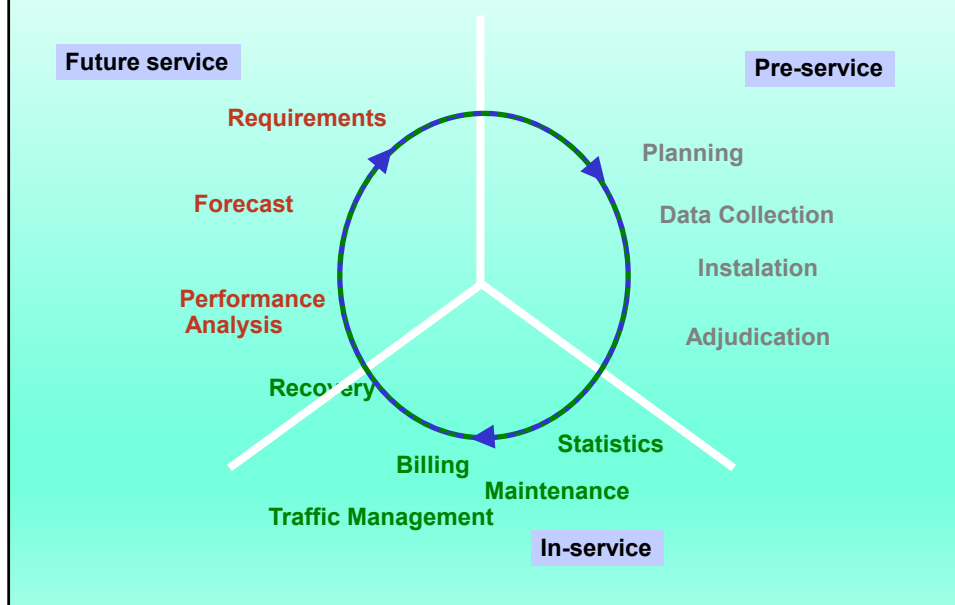 Future service
Pre-service
Requirements
Planning
Forecast
Data Collection
Instalation
Performance
Analysis
Adjudication
Recovery
Statistics
Billing
Maintenance
Traffic Management
In-service